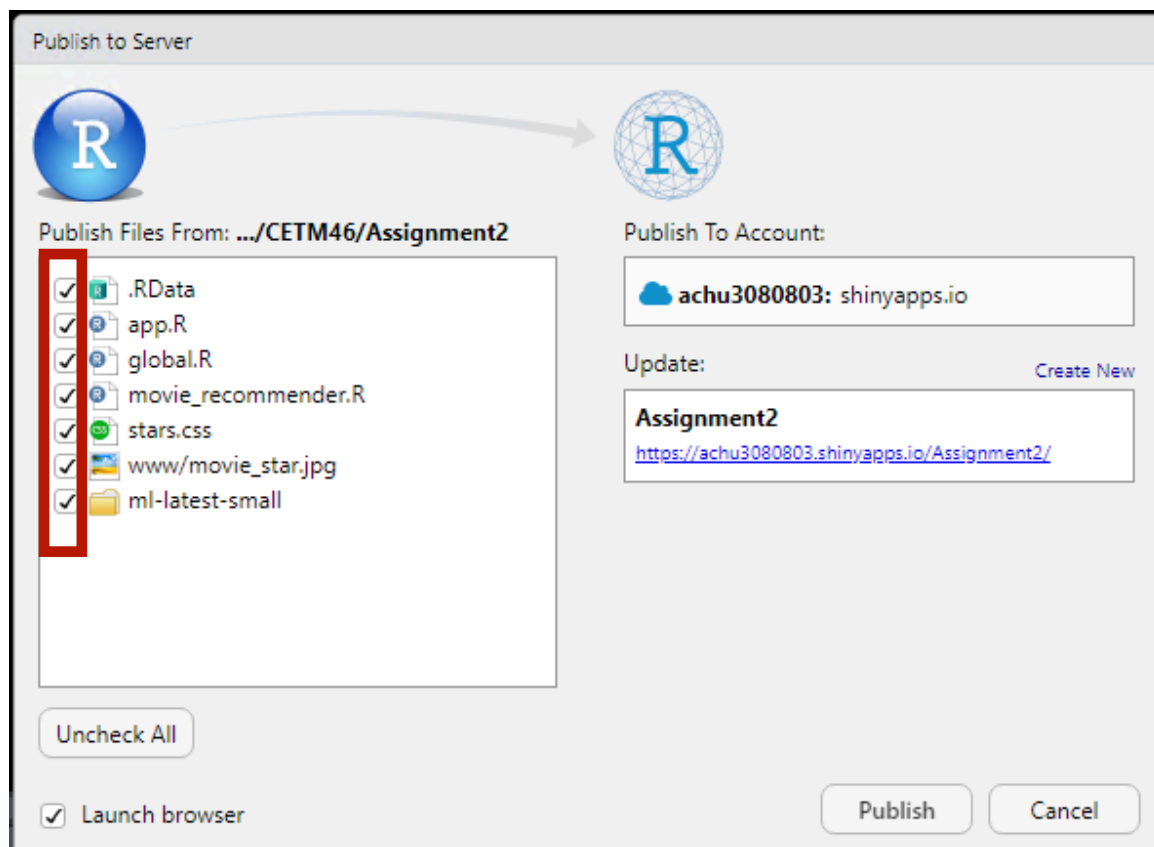 Publish to Server
R
R
Publish Files From: .../CETM46/Assignment2
.RData
app.R
global.R
movie_recommender.R
stars.css
www/movie_star.jpg
ml-latest-small
Uncheck All
Launch browser
Publish To Account:
achu3080803: shinyapps.io
Update:
Create New
Assignment2
https://achu3080803.shinyapps.io/Assignment2/
Publish
Cancel